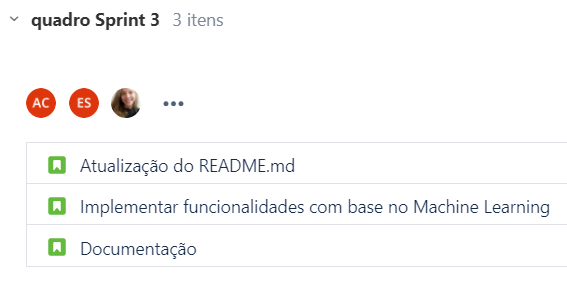 quadro Sprint 3 3 itens
AC ES
Atualização do README.md
Implementar funcionalidades com base no Machine Learning
Documentação